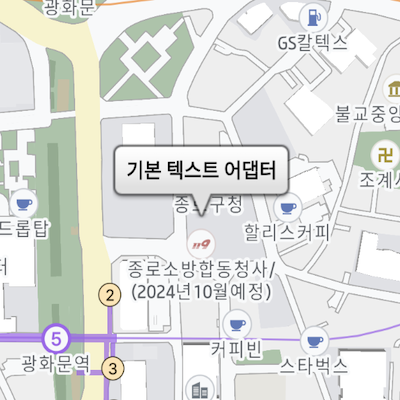 광화문
GS칼텍스
불교중앙
기본 텍스트 어댑터
조계사
종로구청
드롭탑
할리스커피
119
터
종로소방합동청사/
(2024년10월예정)
2
5
커피빈
광화문역
스타벅스
3